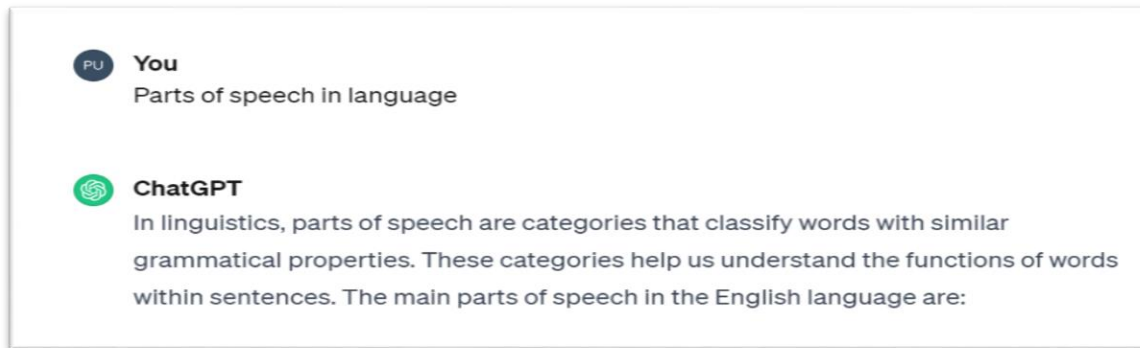 PU
You
Parts of speech in language
ChatGPT
In linguistics, parts of speech are categories that classify words with similar
grammatical properties. These categories help us understand the functions of words
within sentences. The main parts of speech in the English language are: